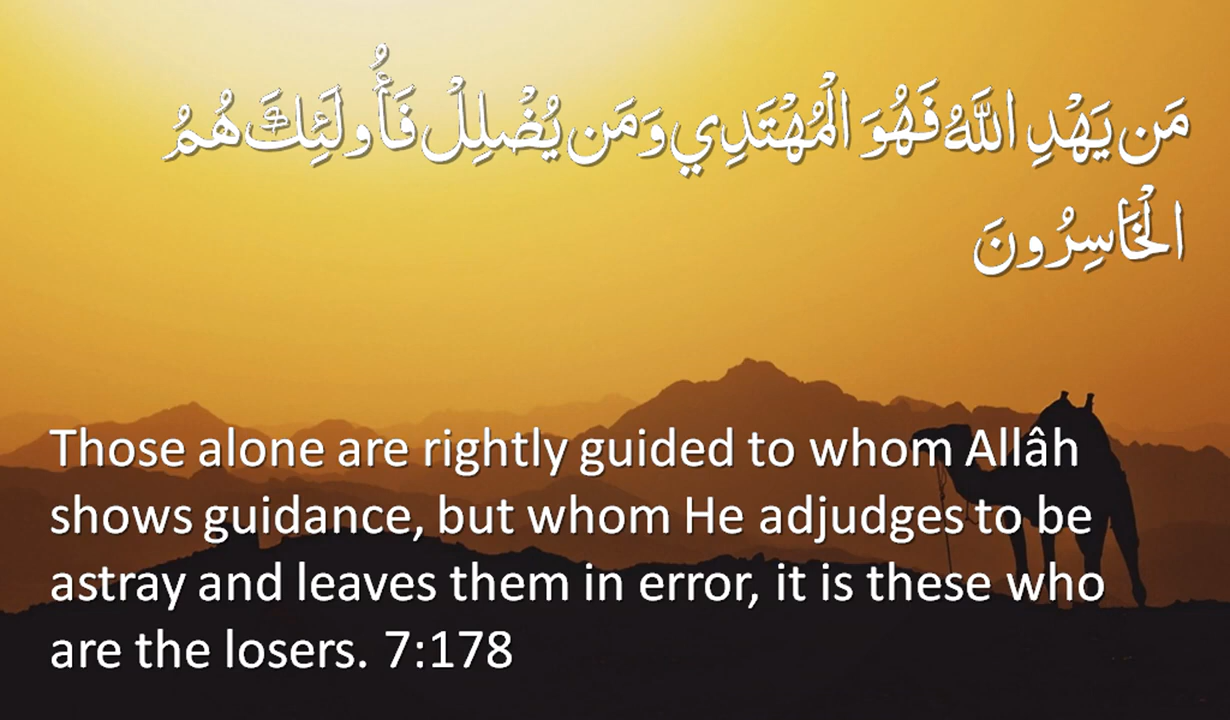 مَن يَهْدِ اللَّهُ فَهُوَ الْمُهْتَدِي وَمَن يُضْلِلْ فَأُولَٰئِكَ هُمُ
الْخَاسِرُونَ
Those alone are rightly guided to whom Allâh
shows guidance, but whom He adjudges to be
astray and leaves them in error, it is these who
are the losers. 7:178